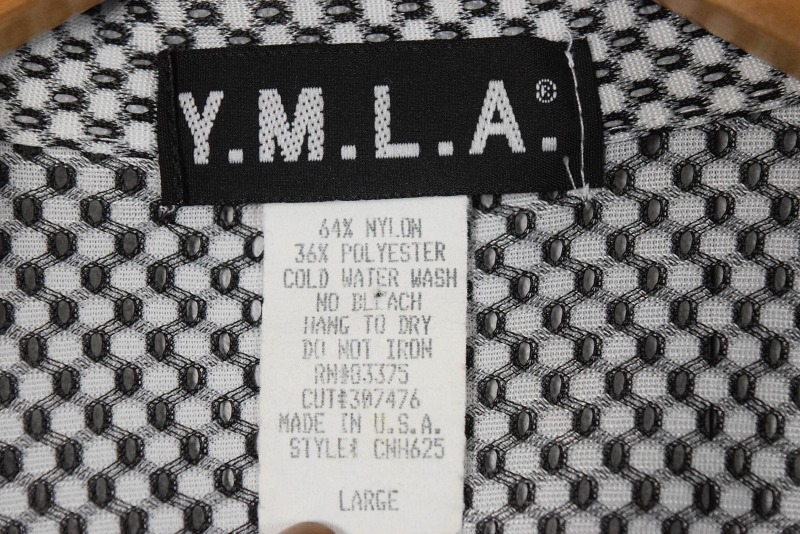 Y.M.L.A.®
64% NYLON
36% POLYESTER
COLD WATER WASH
NO BLEACH
HANG TO DRY
DO NOT IRON
RN#83375
CUT#307476
MADE IN U.S.A.
STYLE# CNH625
LARGE